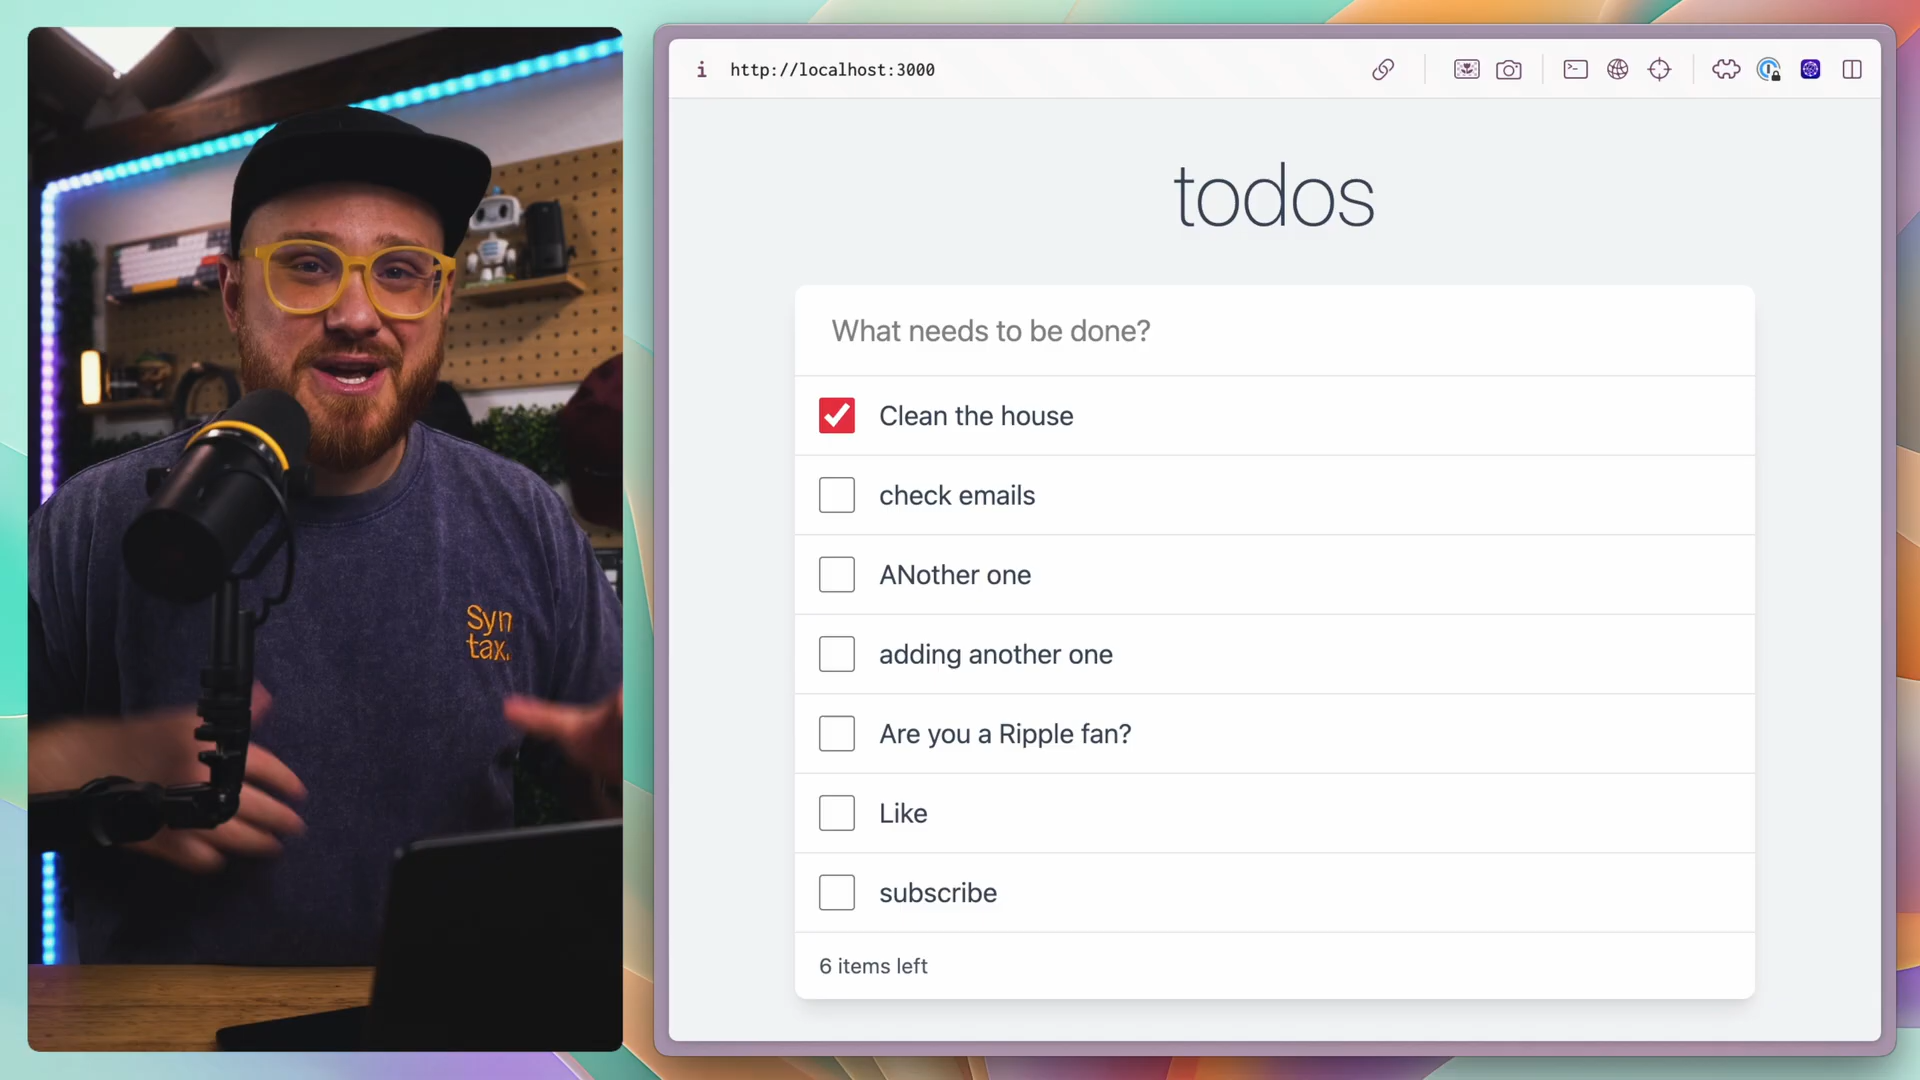 Syn
tax.
http://localhost:3000
todos
What needs to be done?
Clean the house
check emails
ANother one
adding another one
Are you a Ripple fan?
Like
subscribe
6 items left